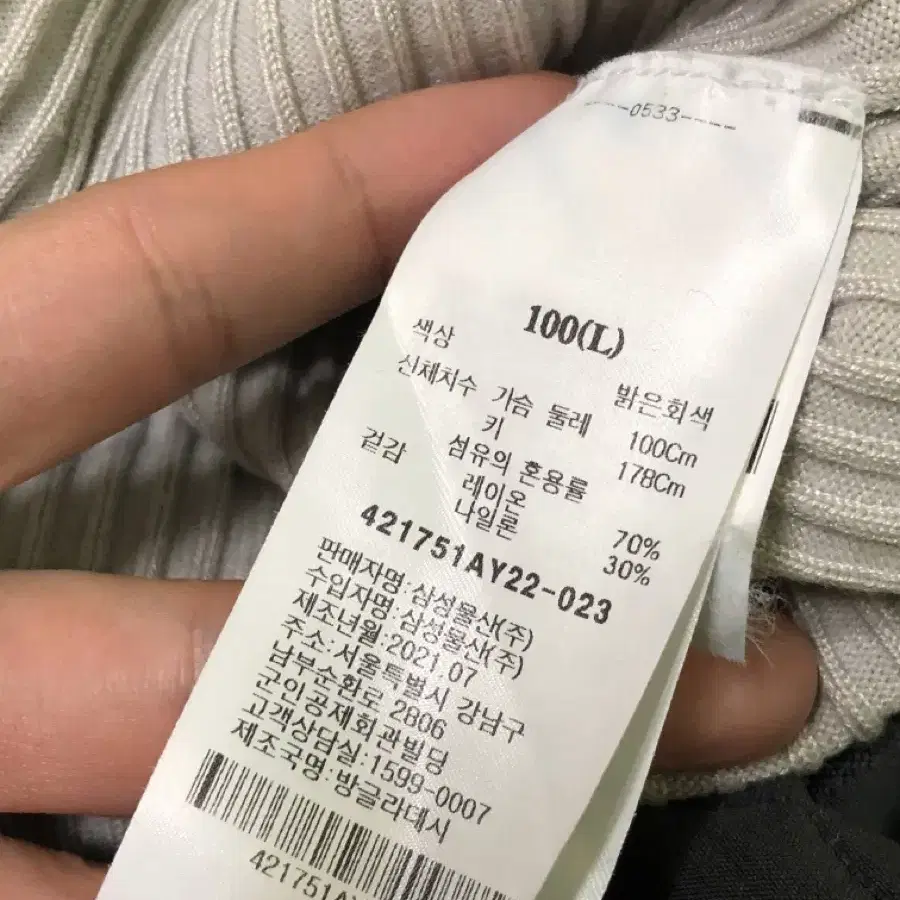 ----0533----
100(L)
색상 밝은회색
신체치수 가슴 둘레 100Cm
키 178Cm
겉감 섬유의 혼용률
레이온 70%
나일론 30%
421751AY22-023
판매자명:삼성물산(주)
수입자명:삼성물산(주)
제조년월:2021.07
주소:서울특별시 강남구
남부순환로 2806
군인공제회관빌딩
고객상담실:1599-0007
제조국명:방글라데시
421751AY